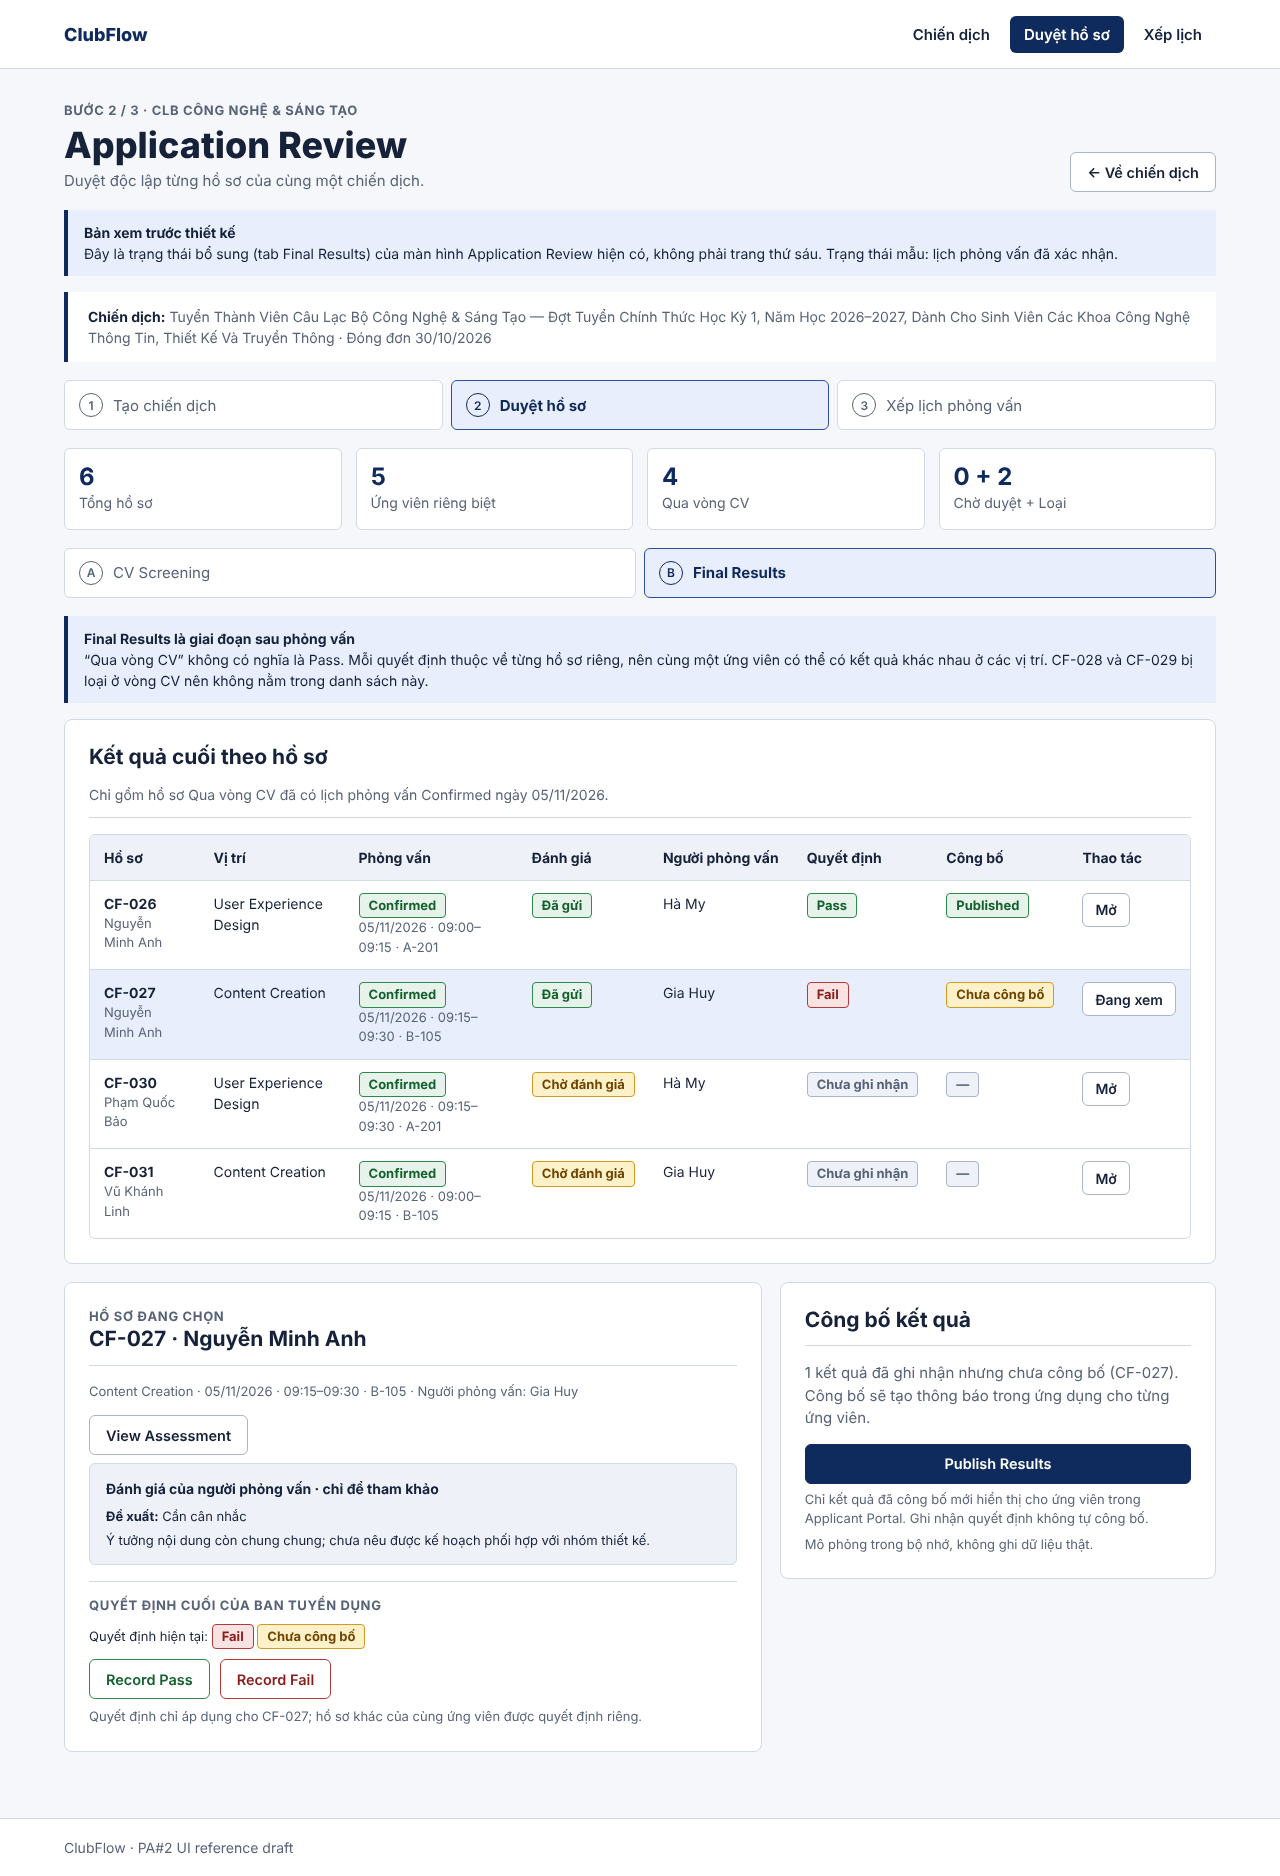 ClubFlow
Chiến dịch
Duyệt hồ sơ
Xếp lịch
BƯỚC 2 / 3 · CLB CÔNG NGHỆ & SÁNG TẠO
Application Review
Duyệt độc lập từng hồ sơ của cùng một chiến dịch.
← Về chiến dịch
Bản xem trước thiết kế
Đây là trạng thái bổ sung (tab Final Results) của màn hình Application Review hiện có, không phải trang thứ sáu. Trạng thái mẫu: lịch phỏng vấn đã xác nhận.
Chiến dịch: Tuyển Thành Viên Câu Lạc Bộ Công Nghệ & Sáng Tạo — Đợt Tuyển Chính Thức Học Kỳ 1, Năm Học 2026–2027, Dành Cho Sinh Viên Các Khoa Công Nghệ
Thông Tin, Thiết Kế Và Truyền Thông · Đóng đơn 30/10/2026
1 Tạo chiến dịch
2 Duyệt hồ sơ
3 Xếp lịch phỏng vấn
6
Tổng hồ sơ
5
Ứng viên riêng biệt
4
Qua vòng CV
0 + 2
Chờ duyệt + Loại
A CV Screening
B Final Results
Final Results là giai đoạn sau phỏng vấn
“Qua vòng CV” không có nghĩa là Pass. Mỗi quyết định thuộc về từng hồ sơ riêng, nên cùng một ứng viên có thể có kết quả khác nhau ở các vị trí. CF-028 và CF-029 bị
loại ở vòng CV nên không nằm trong danh sách này.
Kết quả cuối theo hồ sơ
Chỉ gồm hồ sơ Qua vòng CV đã có lịch phỏng vấn Confirmed ngày 05/11/2026.
Hồ sơ Vị trí Phỏng vấn Đánh giá Người phỏng vấn Quyết định Công bố Thao tác
CF-026 User Experience Confirmed Đã gửi Hà My Pass Published Mở
Nguyễn Design 05/11/2026 · 09:00–
Minh Anh 09:15 · A-201
CF-027 Content Creation Confirmed Đã gửi Gia Huy Fail Chưa công bố Đang xem
Nguyễn 05/11/2026 · 09:15–
Minh Anh 09:30 · B-105
CF-030 User Experience Confirmed Chờ đánh giá Hà My Chưa ghi nhận — Mở
Phạm Quốc Design 05/11/2026 · 09:15–
Bảo 09:30 · A-201
CF-031 Content Creation Confirmed Chờ đánh giá Gia Huy Chưa ghi nhận — Mở
Vũ Khánh 05/11/2026 · 09:00–
Linh 09:15 · B-105
HỒ SƠ ĐANG CHỌN
CF-027 · Nguyễn Minh Anh
Content Creation · 05/11/2026 · 09:15–09:30 · B-105 · Người phỏng vấn: Gia Huy
View Assessment
Đánh giá của người phỏng vấn · chỉ để tham khảo
Đề xuất: Cần cân nhắc
Ý tưởng nội dung còn chung chung; chưa nêu được kế hoạch phối hợp với nhóm thiết kế.
QUYẾT ĐỊNH CUỐI CỦA BAN TUYỂN DỤNG
Quyết định hiện tại: Fail Chưa công bố
Record Pass
Record Fail
Quyết định chỉ áp dụng cho CF-027; hồ sơ khác của cùng ứng viên được quyết định riêng.
Công bố kết quả
1 kết quả đã ghi nhận nhưng chưa công bố (CF-027).
Công bố sẽ tạo thông báo trong ứng dụng cho từng
ứng viên.
Publish Results
Chỉ kết quả đã công bố mới hiển thị cho ứng viên trong
Applicant Portal. Ghi nhận quyết định không tự công bố.
Mô phỏng trong bộ nhớ, không ghi dữ liệu thật.
ClubFlow · PA#2 UI reference draft